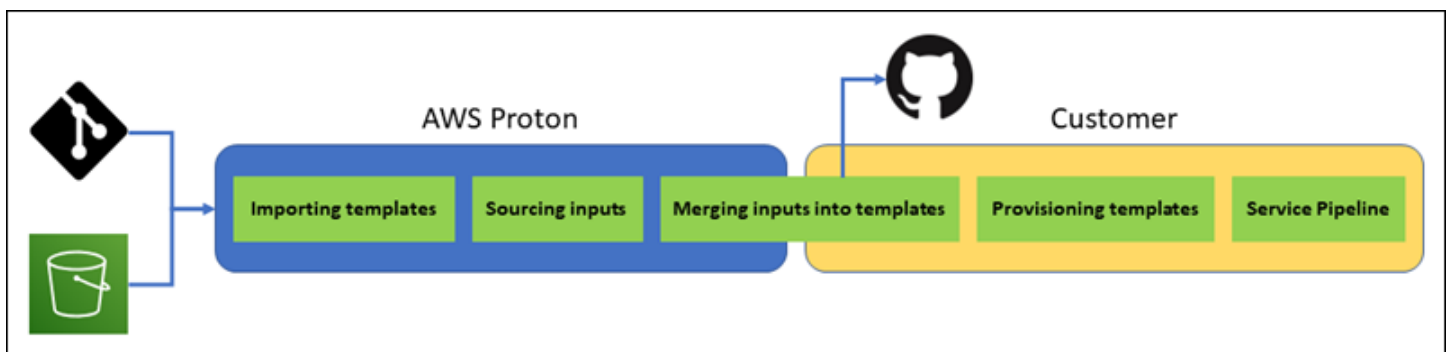 AWS Proton
Customer
Importing templates
Sourcing inputs
Merging inputs into templates
Provisioning templates
Service Pipeline